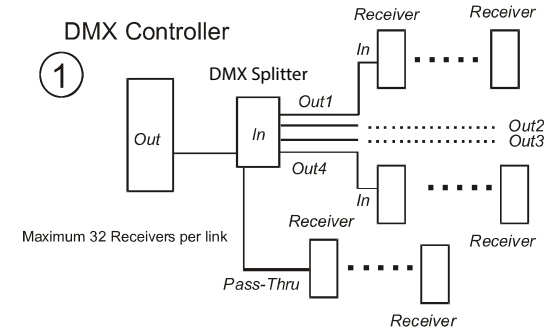 Receiver
Receiver
DMX Controller
1
In
DMX Splitter
Out1
Out
In
Out2
Out3
Out4
In
Receiver
Receiver
Maximum 32 Receivers per link
Pass-Thru
Receiver